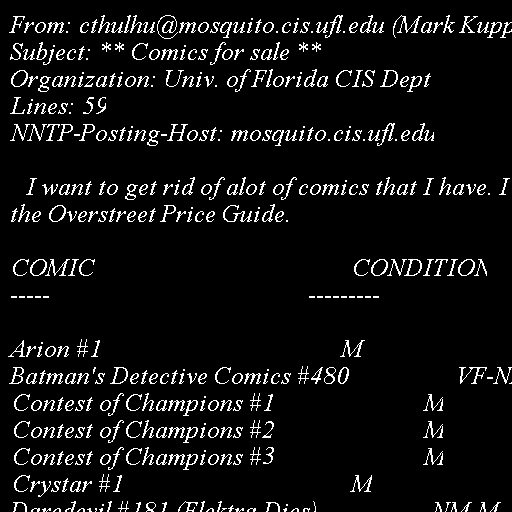 From: cthulhu@mosquito.cis.ufl.edu (Mark Kupp
Subject: ** Comics for sale **
Organization: Univ. of Florida CIS Dept
Lines: 59
NNTP-Posting-Host: mosquito.cis.ufl.edu
I want to get rid of alot of comics that I have. I
the Overstreet Price Guide.
COMIC CONDITION
----- ---------
Arion #1 M
Batman's Detective Comics #480 VF-N
Contest of Champions #1 M
Contest of Champions #2 M
Contest of Champions #3 M
Crystar #1 M
Daredevil #181 (Elektra Dies) NM-M